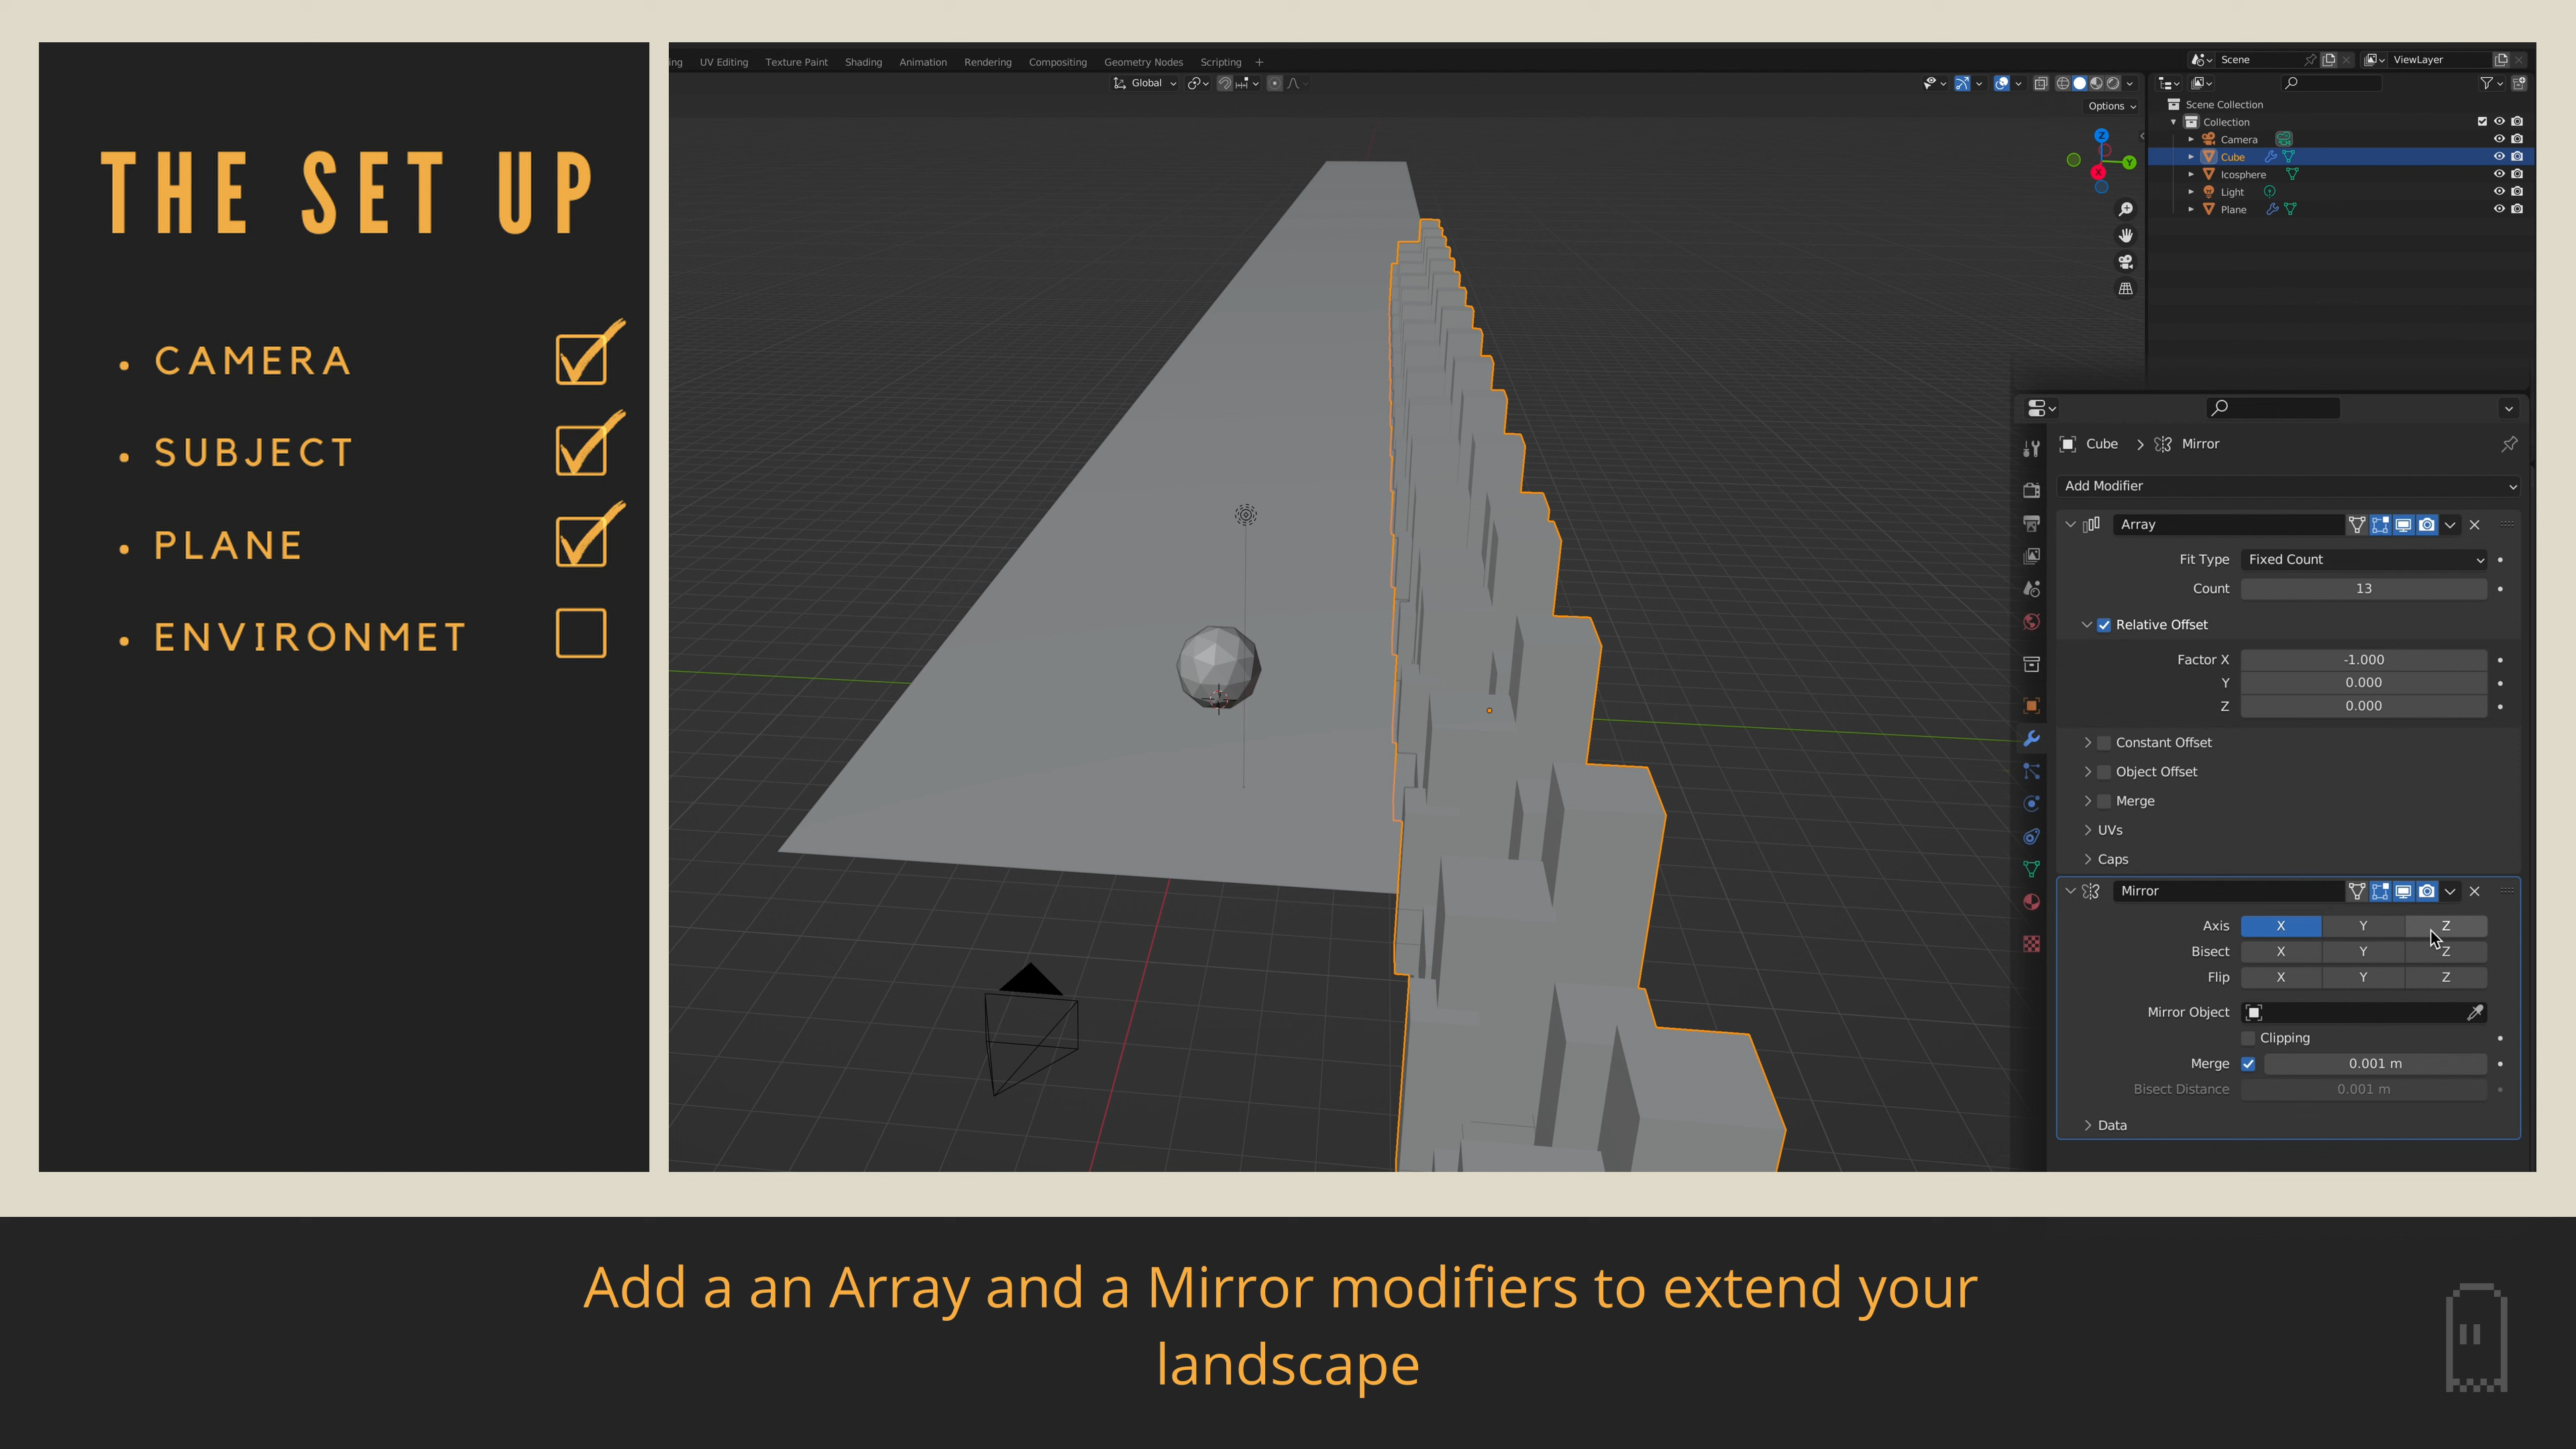 THE SET UP
• CAMERA
• SUBJECT
• PLANE
• ENVIRONMET
ing UV Editing Texture Paint Shading Animation Rendering Compositing Geometry Nodes Scripting +
Scene ViewLayer
Global
Options
Scene Collection
Collection
Camera
Cube
Icosphere
Light
Plane
Z
Y
X
Cube > Mirror
Add Modifier
Array
Fit Type Fixed Count
Count 13
Relative Offset
Factor X -1.000
Y 0.000
Z 0.000
Constant Offset
Object Offset
Merge
UVs
Caps
Mirror
Axis X Y Z
Bisect X Y Z
Flip X Y Z
Mirror Object
Clipping
Merge 0.001 m
Bisect Distance 0.001 m
Data
Add a an Array and a Mirror modifiers to extend your
landscape